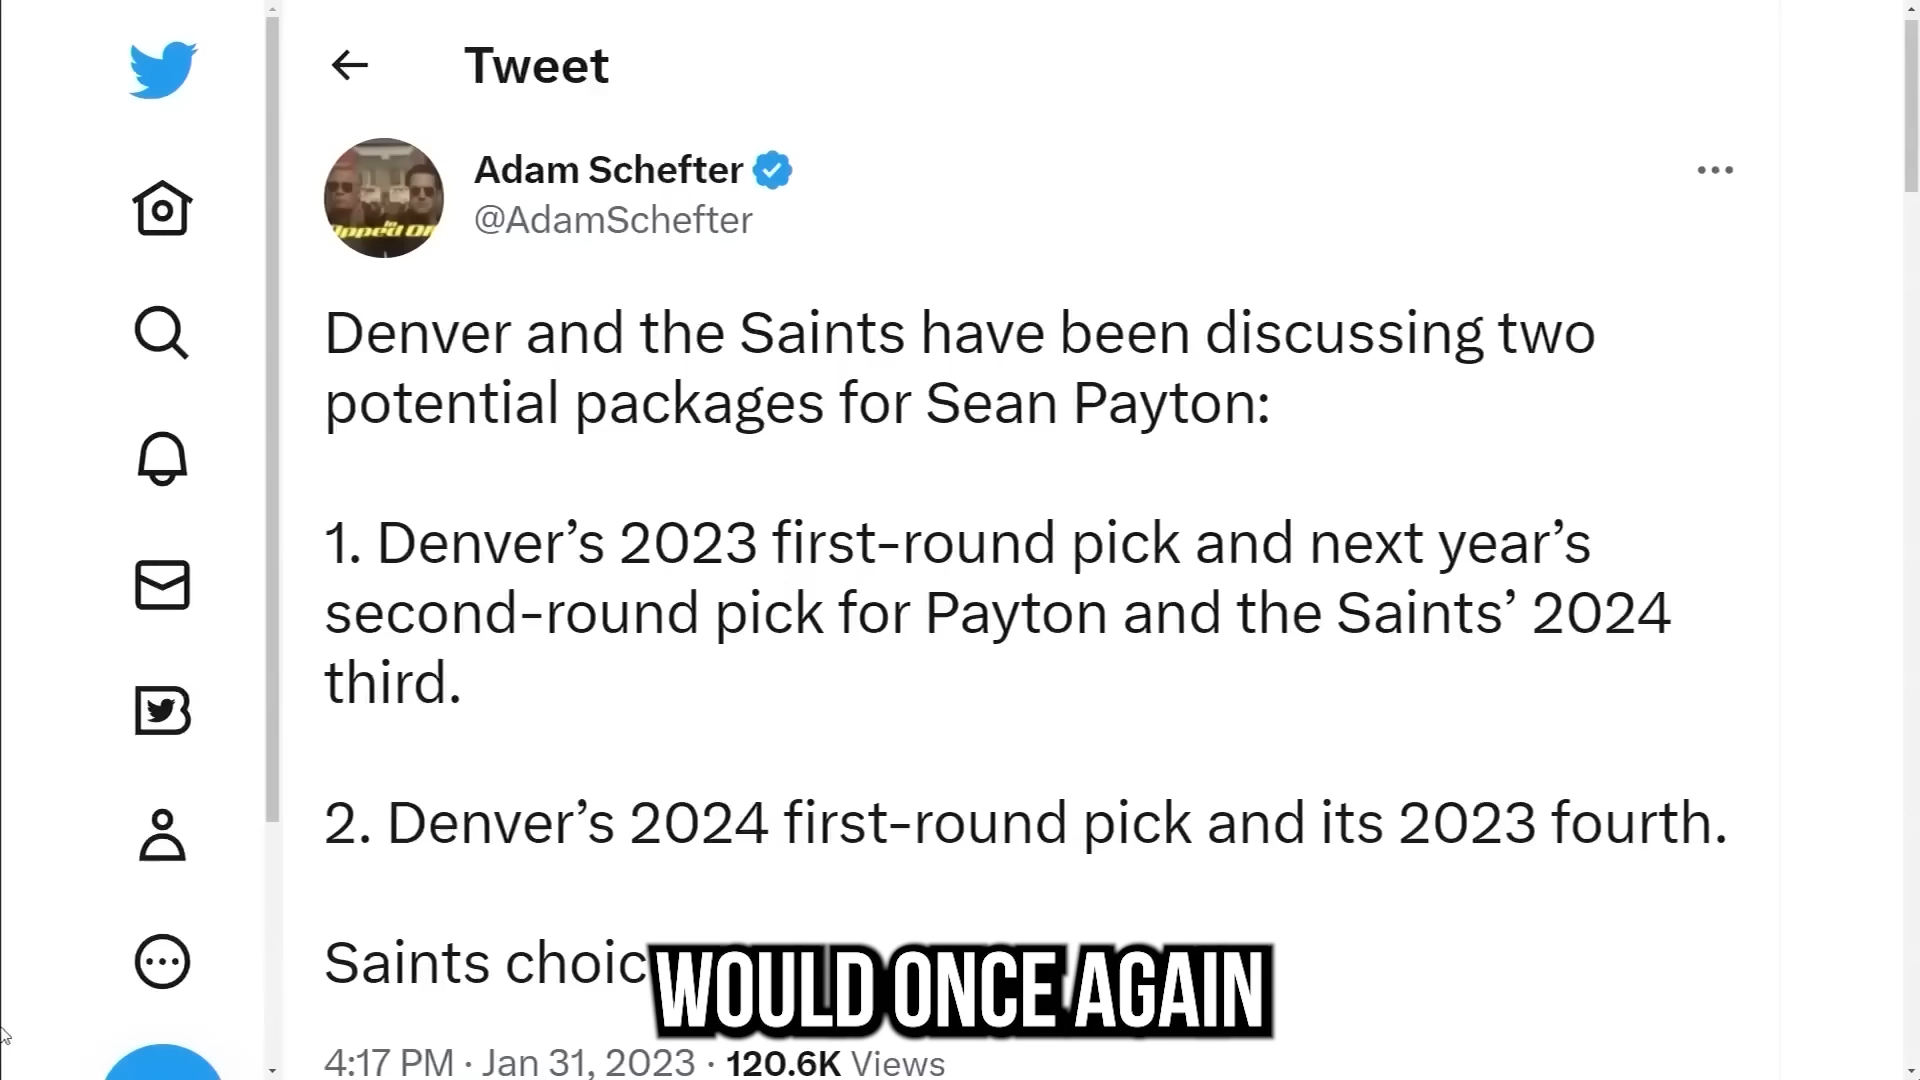 Tweet
Adam Schefter
@AdamSchefter
Denver and the Saints have been discussing two
potential packages for Sean Payton:
1. Denver’s 2023 first-round pick and next year’s
second-round pick for Payton and the Saints’ 2024
third.
2. Denver’s 2024 first-round pick and its 2023 fourth.
Saints
WOULD ONCE AGAIN
4:17 PM · Jan 31, 2023 · 120.6K Views